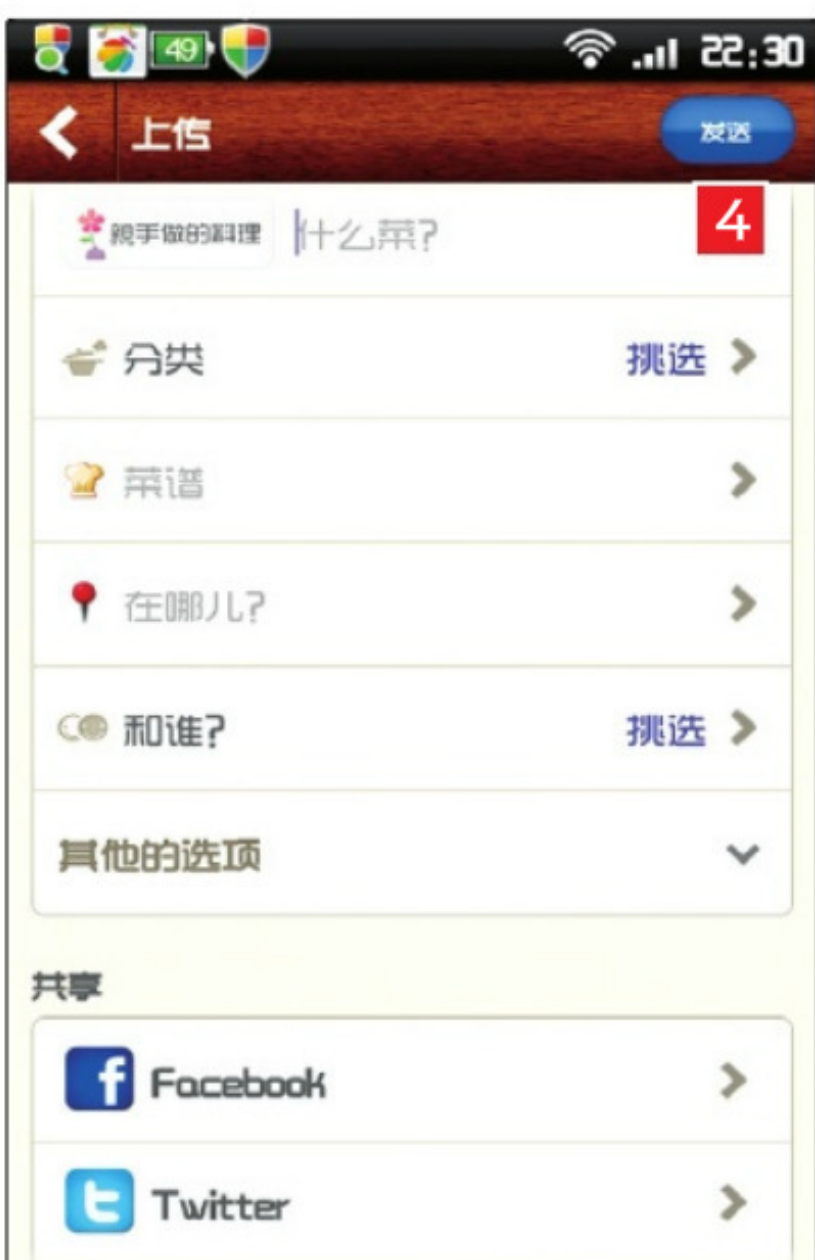 49 22:30
上传 发送
4
親手做的料理 什么菜?
分类 挑选
菜谱
在哪儿?
和谁? 挑选
其他的选项
共享
Facebook
Twitter